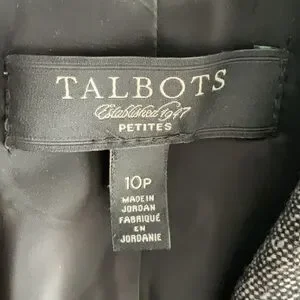 TALBOTS
Established 1947
PETITES
10P
MADE IN
JORDAN
FABRIQUÉ
EN
JORDANIE